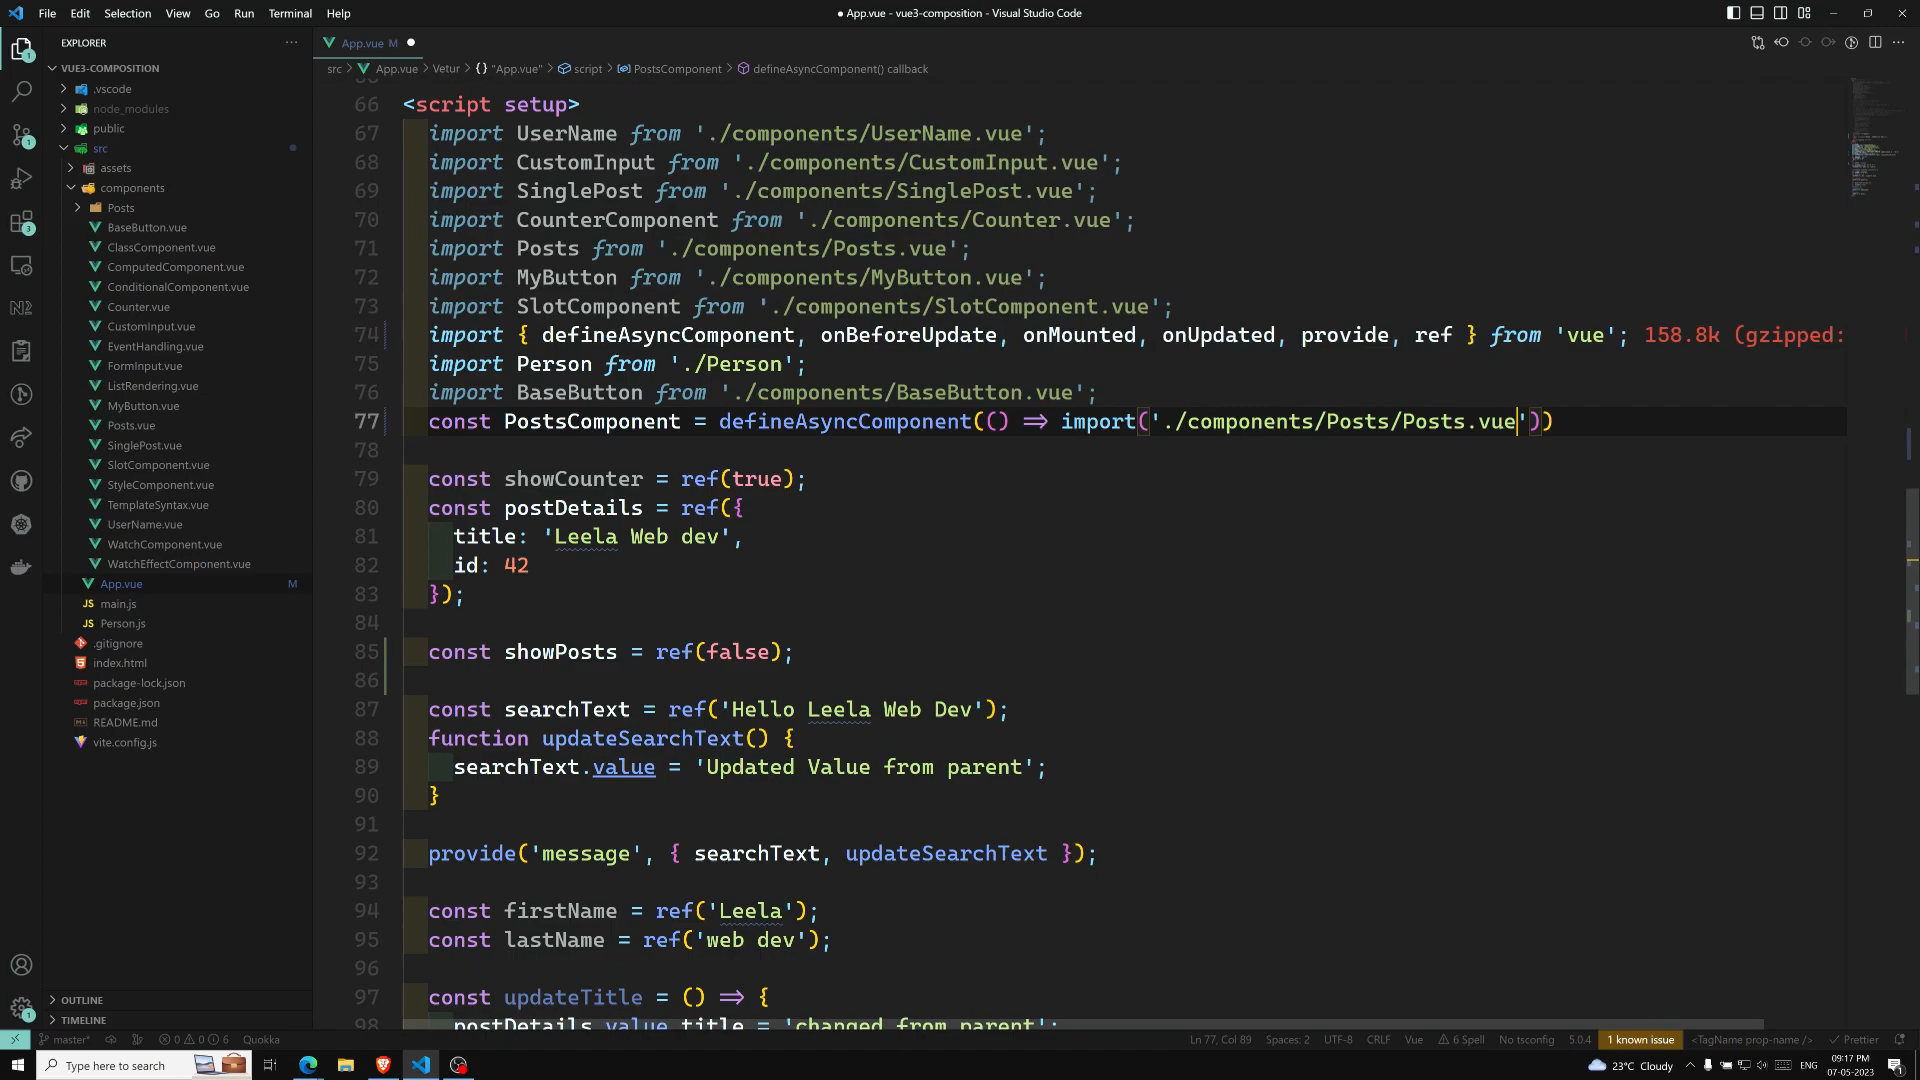 File Edit Selection View Go Run Terminal Help
● App.vue - vue3-composition - Visual Studio Code
EXPLORER
VUE3-COMPOSITION
.vscode
node_modules
public
src
assets
components
Posts
BaseButton.vue
ClassComponent.vue
ComputedComponent.vue
ConditionalComponent.vue
Counter.vue
CustomInput.vue
EventHandling.vue
FormInput.vue
ListRendering.vue
MyButton.vue
Posts.vue
SinglePost.vue
SlotComponent.vue
StyleComponent.vue
TemplateSyntax.vue
UserName.vue
WatchComponent.vue
WatchEffectComponent.vue
App.vue M
JS main.js
JS Person.js
.gitignore
index.html
package-lock.json
package.json
README.md
vite.config.js
OUTLINE
TIMELINE
App.vue M
src > App.vue > Vetur > {} "App.vue" > script > PostsComponent > defineAsyncComponent() callback
66 <script setup>
67 import UserName from './components/UserName.vue';
68 import CustomInput from './components/CustomInput.vue';
69 import SinglePost from './components/SinglePost.vue';
70 import CounterComponent from './components/Counter.vue';
71 import Posts from './components/Posts.vue';
72 import MyButton from './components/MyButton.vue';
73 import SlotComponent from './components/SlotComponent.vue';
74 import { defineAsyncComponent, onBeforeUpdate, onMounted, onUpdated, provide, ref } from 'vue'; 158.8k (gzipped:
75 import Person from './Person';
76 import BaseButton from './components/BaseButton.vue';
77 const PostsComponent = defineAsyncComponent(() => import('./components/Posts/Posts.vue'))
78
79 const showCounter = ref(true);
80 const postDetails = ref({
81 title: 'Leela Web dev',
82 id: 42
83 });
84
85 const showPosts = ref(false);
86
87 const searchText = ref('Hello Leela Web Dev');
88 function updateSearchText() {
89 searchText.value = 'Updated Value from parent';
90 }
91
92 provide('message', { searchText, updateSearchText });
93
94 const firstName = ref('Leela');
95 const lastName = ref('web dev');
96
97 const updateTitle = () => {
98 postDetails.value.title = 'changed from parent';
master* 0 0 6 Quokka
Ln 77, Col 89 Spaces: 2 UTF-8 CRLF Vue 6 Spell No tsconfig 5.0.4 1 known issue <TagName prop-name /> Prettier
Type here to search
23°C Cloudy ENG
09:17 PM
07-05-2023